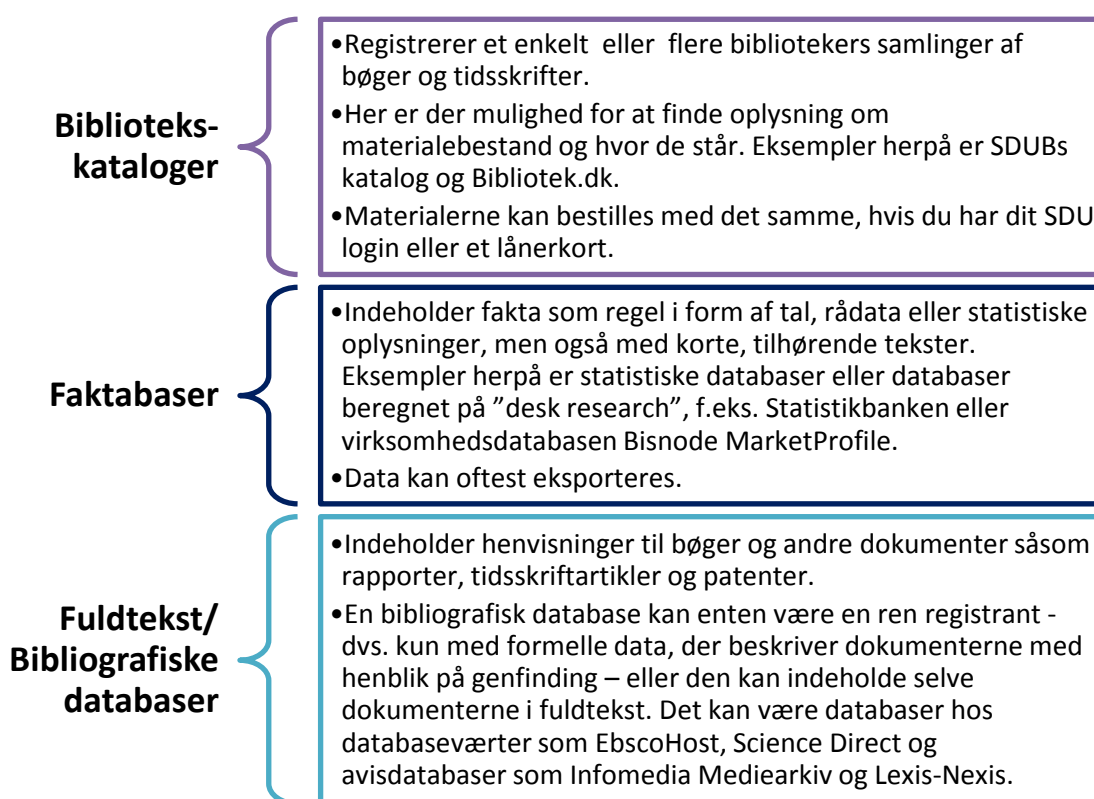 Biblioteks-
kataloger
•Registrerer et enkelt eller flere bibliotekers samlinger af
bøger og tidsskrifter.
•Her er der mulighed for at finde oplysning om
materialebestand og hvor de står. Eksempler herpå er SDUBs
katalog og Bibliotek.dk.
•Materialerne kan bestilles med det samme, hvis du har dit SDU
login eller et lånerkort.
Faktabaser
•Indeholder fakta som regel i form af tal, rådata eller statistiske
oplysninger, men også med korte, tilhørende tekster.
Eksempler herpå er statistiske databaser eller databaser
beregnet på ”desk research”, f.eks. Statistikbanken eller
virksomhedsdatabasen Bisnode MarketProfile.
•Data kan oftest eksporteres.
Fuldtekst/
Bibliografiske
databaser
•Indeholder henvisninger til bøger og andre dokumenter såsom
rapporter, tidsskriftartikler og patenter.
•En bibliografisk database kan enten være en ren registrant -
dvs. kun med formelle data, der beskriver dokumenterne med
henblik på genfinding – eller den kan indeholde selve
dokumenterne i fuldtekst. Det kan være databaser hos
databaseværter som EbscoHost, Science Direct og
avisdatabaser som Infomedia Mediearkiv og Lexis-Nexis.